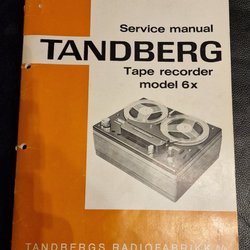 Service manual
TANDBERG
Tape recorder
model 6x
TANDBERGS RADIOFABRIKK